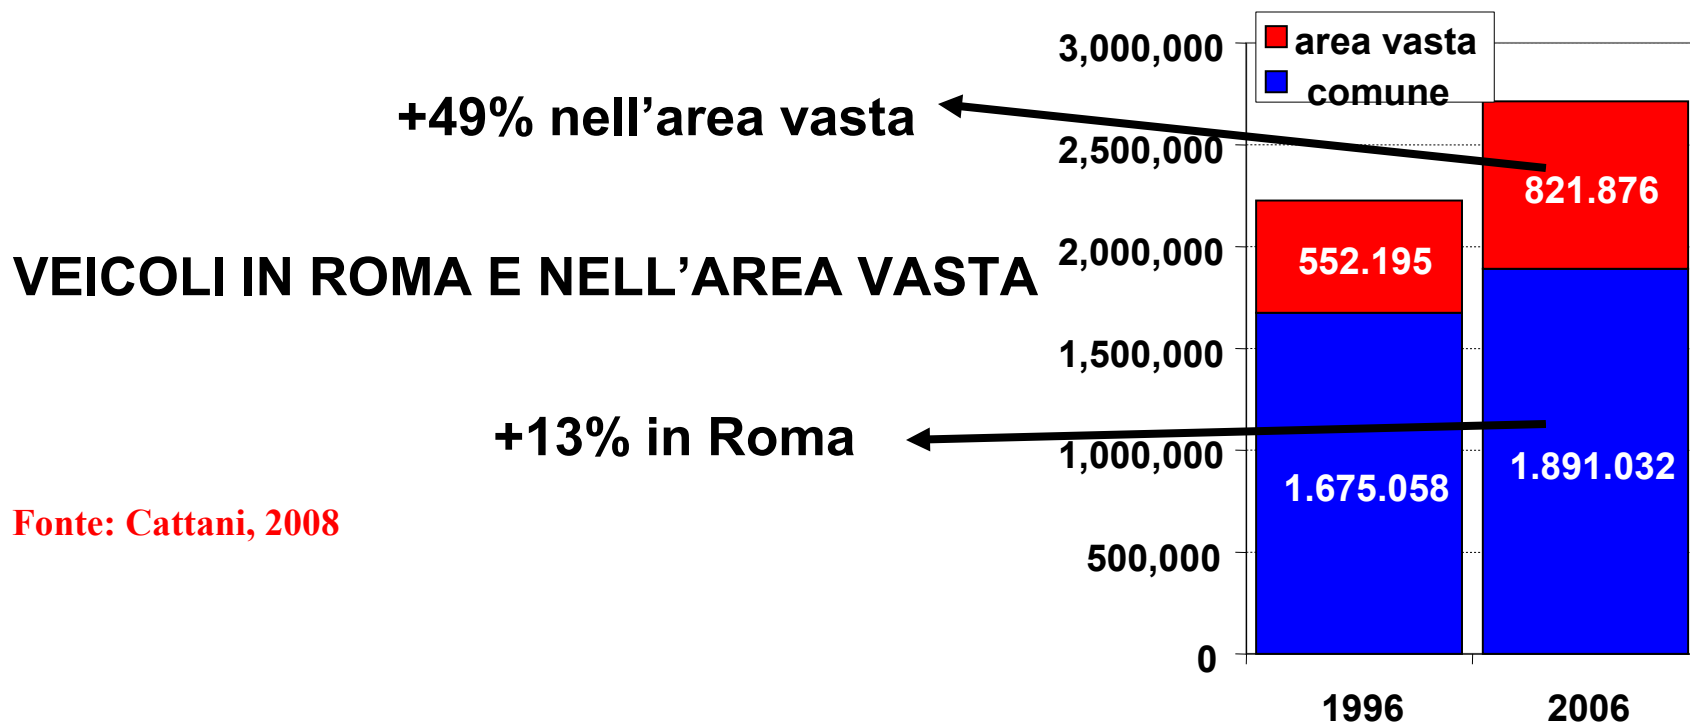 +49% nell’area vasta
VEICOLI IN ROMA E NELL’AREA VASTA
+13% in Roma
Fonte: Cattani, 2008
area vasta
comune
3,000,000
2,500,000
2,000,000
1,500,000
1,000,000
500,000
0
552.195
1.675.058
821.876
1.891.032
1996 2006